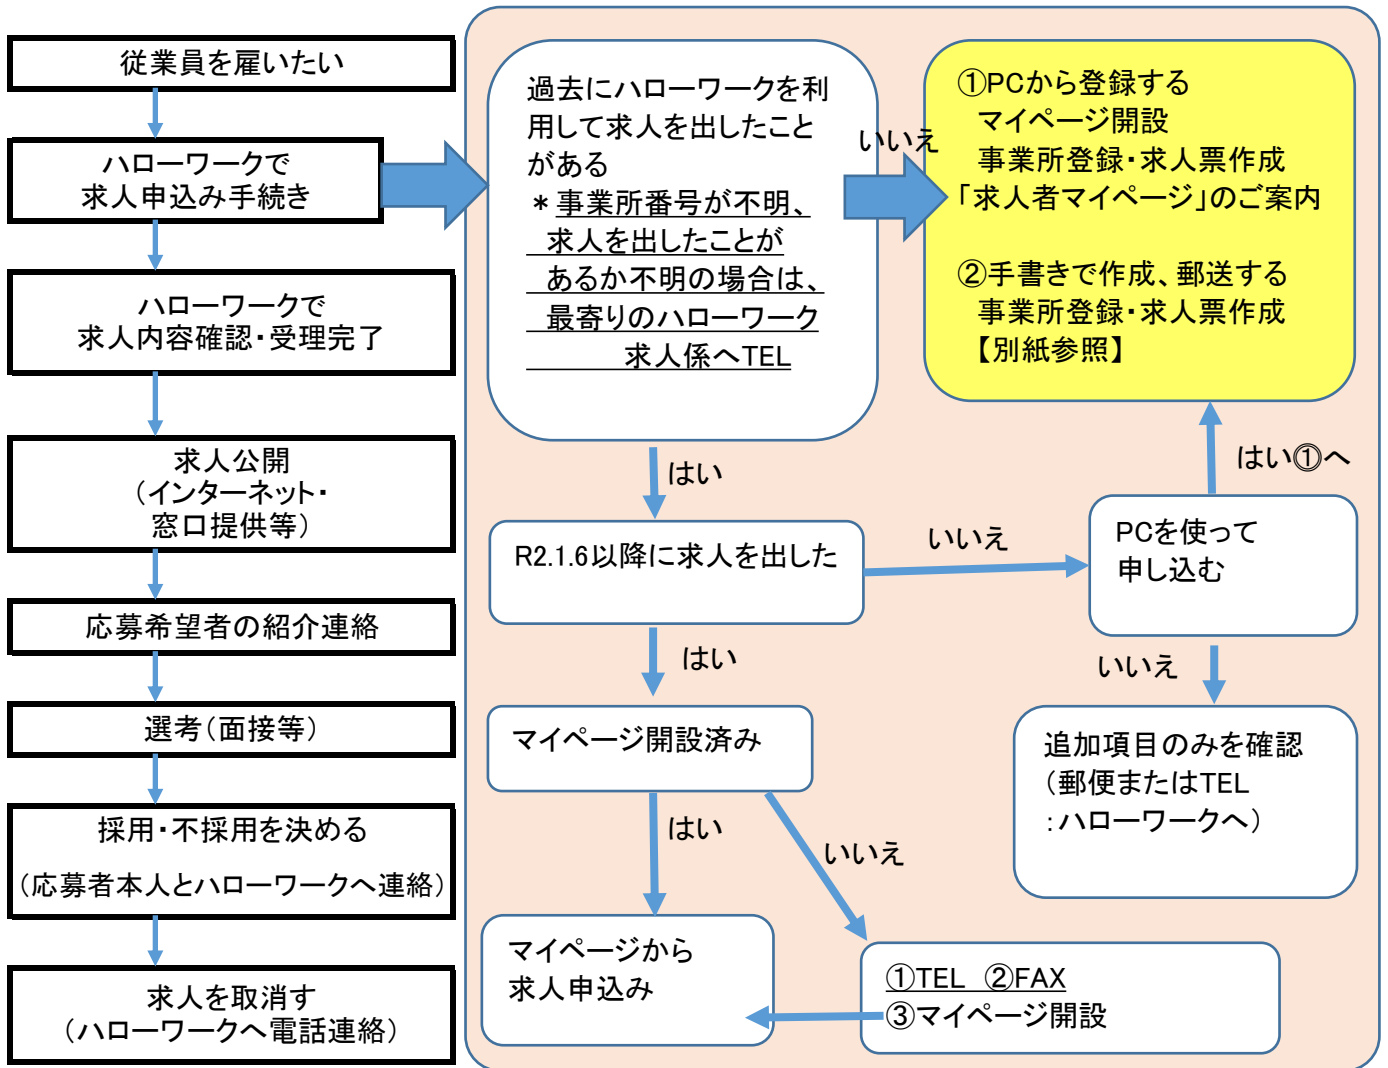 従業員を雇いたい
ハローワークで
求人申込み手続き
ハローワークで
求人内容確認・受理完了
求人公開
（インターネット・
窓口提供等）
応募希望者の紹介連絡
選考（面接等）
採用・不採用を決める
（応募者本人とハローワークへ連絡）
求人を取消す
（ハローワークへ電話連絡）
過去にハローワークを利
用して求人を出したこと
がある
＊事業所番号が不明、
求人を出したことが
あるか不明の場合は、
最寄りのハローワーク
求人係へTEL
いいえ
①PCから登録する
マイページ開設
事業所登録・求人票作成
「求人者マイページ」のご案内
②手書きで作成、郵送する
事業所登録・求人票作成
【別紙参照】
はい
はい①へ
R2.1.6以降に求人を出した
いいえ
PCを使って
申し込む
はい
いいえ
マイページ開設済み
追加項目のみを確認
（郵便またはTEL
：ハローワークへ）
はい
いいえ
マイページから
求人申込み
①TEL ②FAX
③マイページ開設